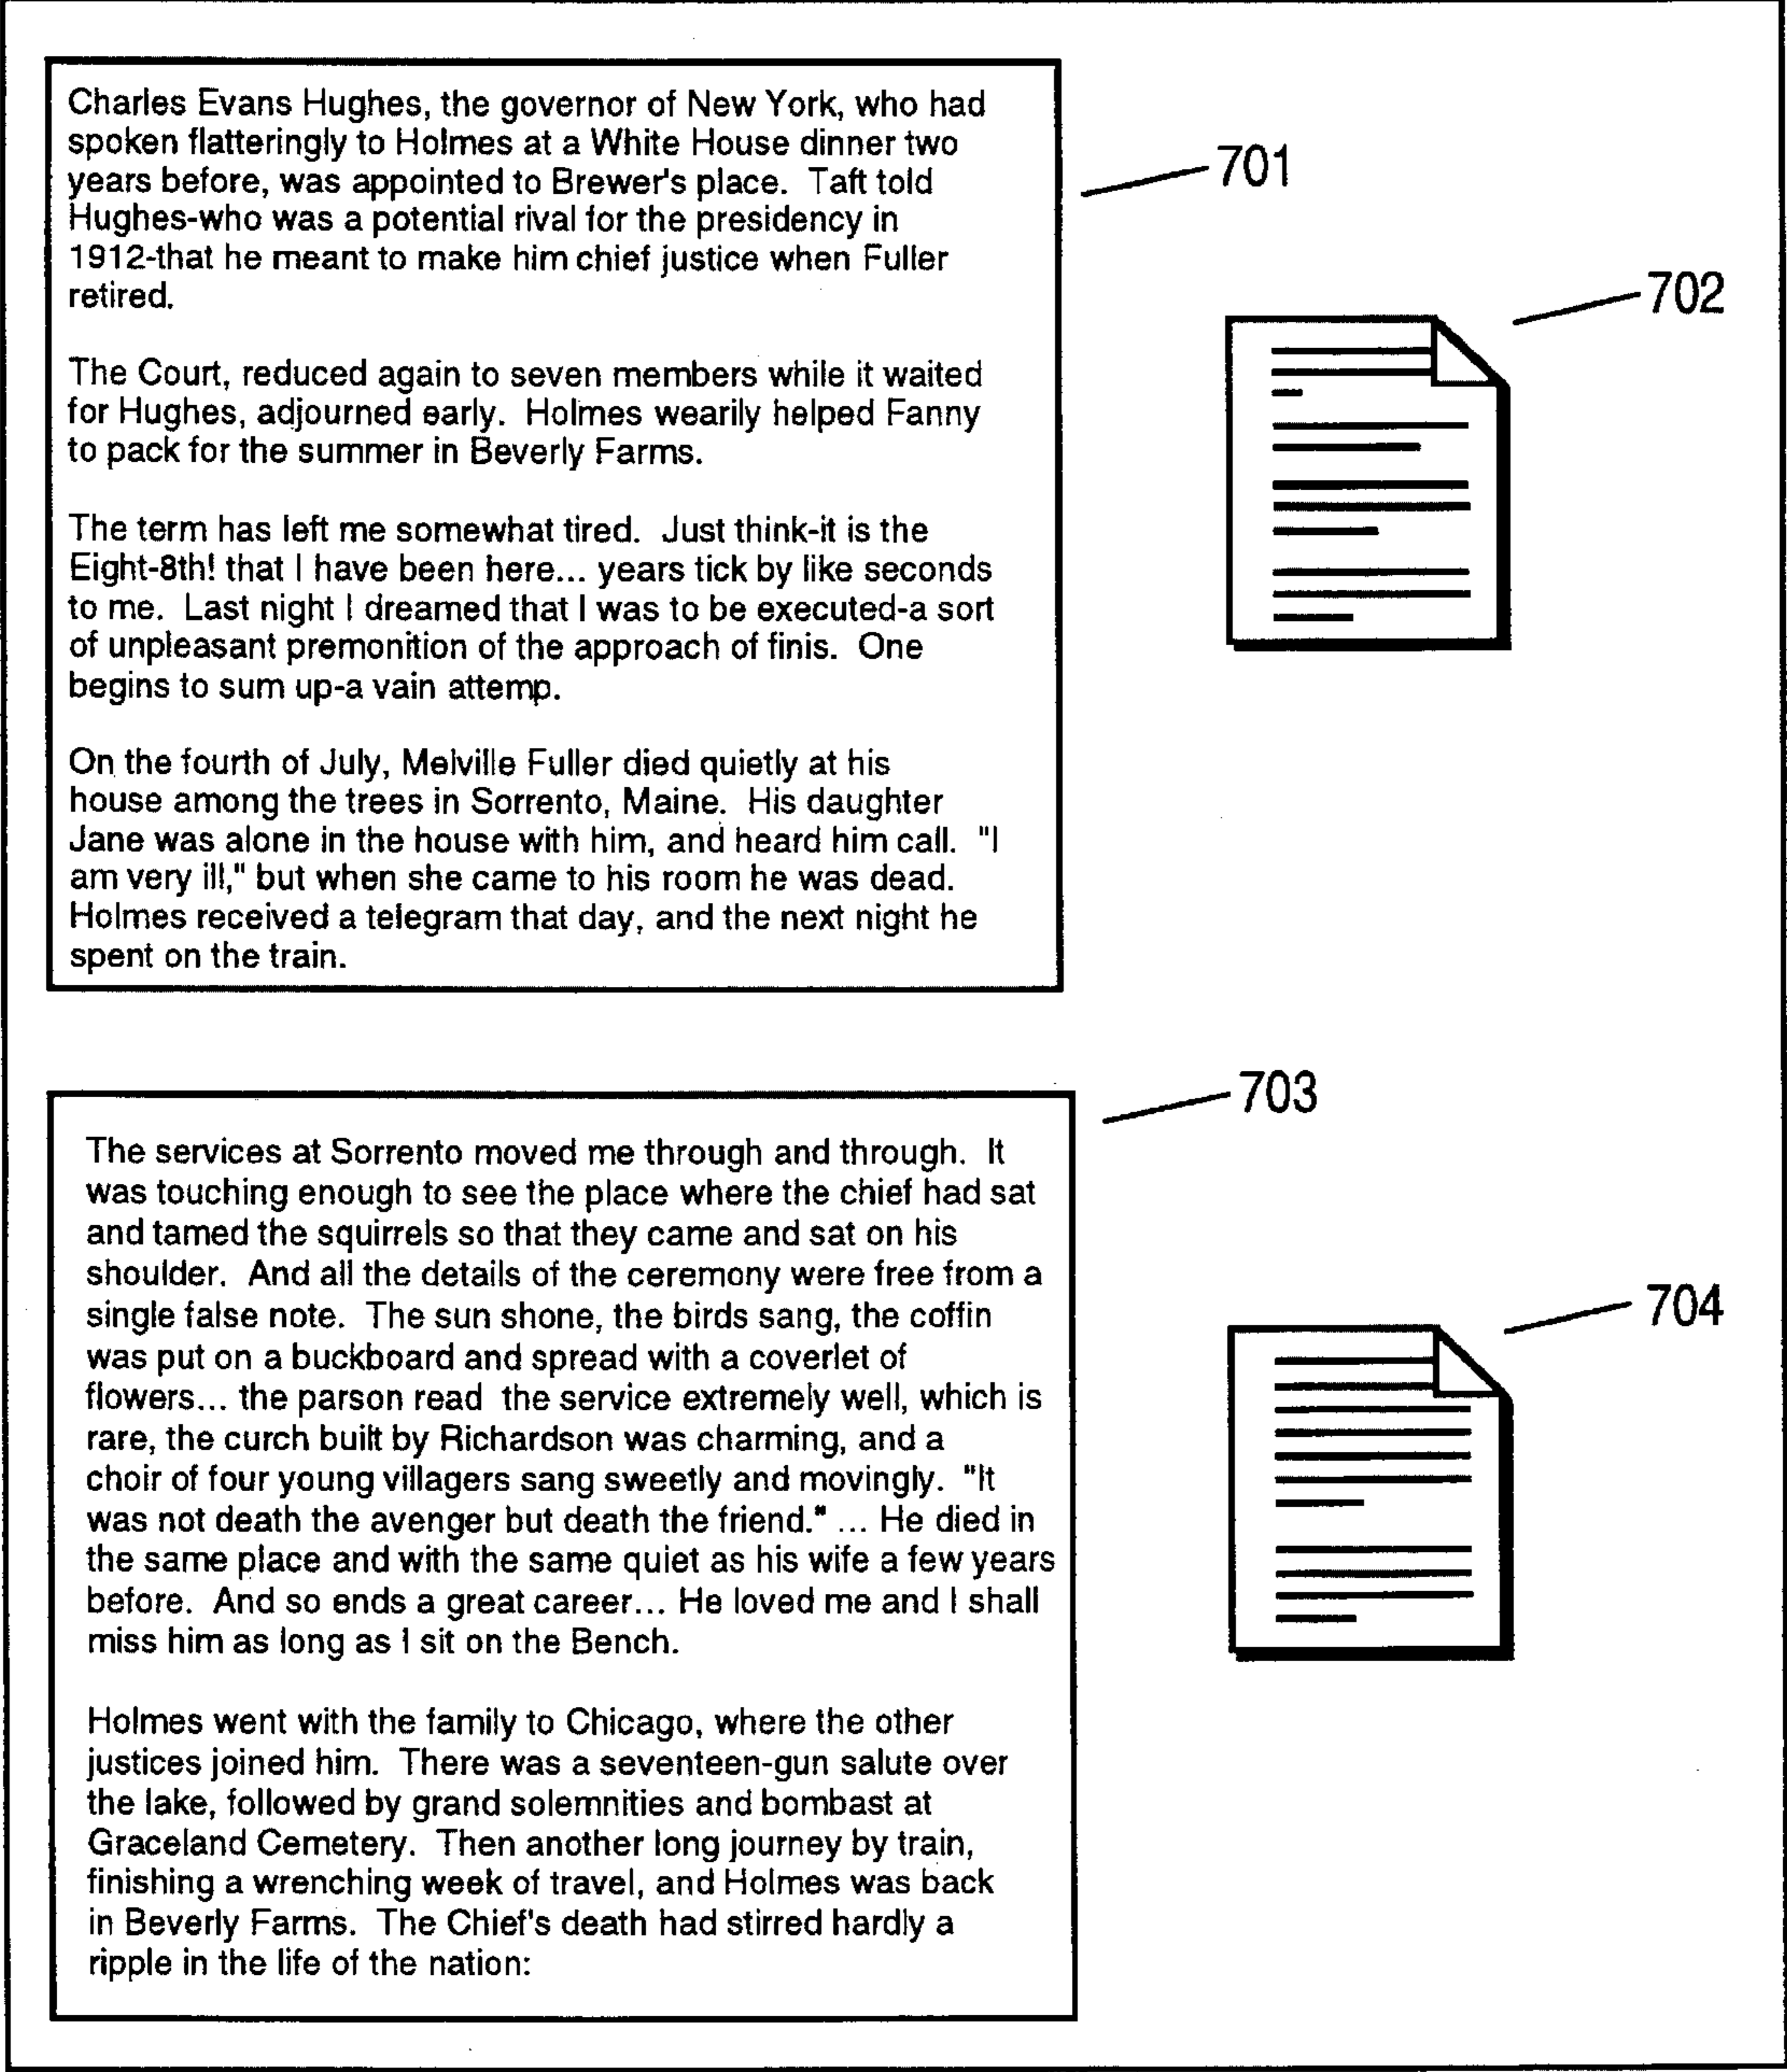 Charles Evans Hughes, the governor of New York, who had
spoken flatteringly to Holmes at a White House dinner two
years before, was appointed to Brewer's place.  Taft told
Hughes-who was a potential rival for the presidency in
1912-that he meant to make him chief justice when Fuller
retired.
The Court, reduced again to seven members while it waited
for Hughes, adjourned early.  Holmes wearily helped Fanny
to pack for the summer in Beverly Farms.
The term has left me somewhat tired.  Just think-it is the
Eight-8th! that I have been here... years tick by like seconds
to me.  Last night I dreamed that I was to be executed-a sort
of unpleasant premonition of the approach of finis.  One
begins to sum up-a vain attemp.
On the fourth of July, Melville Fuller died quietly at his
house among the trees in Sorrento, Maine.  His daughter
Jane was alone in the house with him, and heard him call.  "I
am very ill," but when she came to his room he was dead.
Holmes received a telegram that day, and the next night he
spent on the train.
701
702
The services at Sorrento moved me through and through.  It
was touching enough to see the place where the chief had sat
and tamed the squirrels so that they came and sat on his
shoulder.  And all the details of the ceremony were free from a
single false note.  The sun shone, the birds sang, the coffin
was put on a buckboard and spread with a coverlet of
flowers... the parson read  the service extremely well, which is
rare, the curch built by Richardson was charming, and a
choir of four young villagers sang sweetly and movingly.  "It
was not death the avenger but death the friend." ... He died in
the same place and with the same quiet as his wife a few years
before.  And so ends a great career... He loved me and I shall
miss him as long as I sit on the Bench.
Holmes went with the family to Chicago, where the other
justices joined him.  There was a seventeen-gun salute over
the lake, followed by grand solemnities and bombast at
Graceland Cemetery.  Then another long journey by train,
finishing a wrenching week of travel, and Holmes was back
in Beverly Farms.  The Chief's death had stirred hardly a
ripple in the life of the nation:
703
704